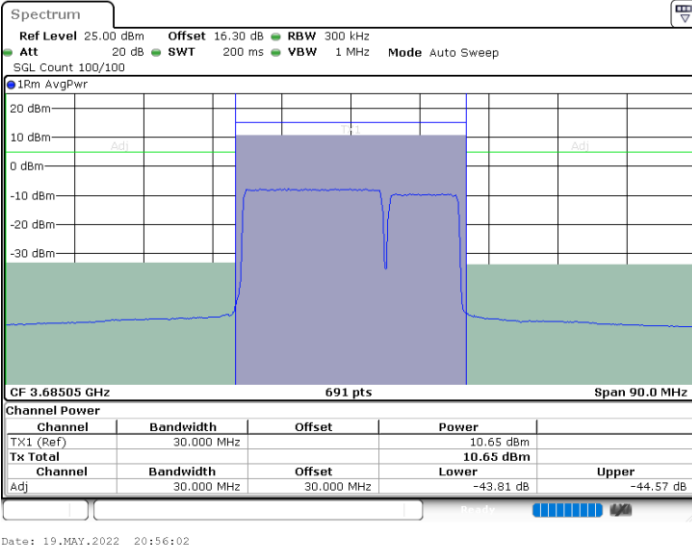 Spectrum
Ref Level 25.00 dBm Offset 16.30 dB RBW 300 kHz
Att 20 dB SWT 200 ms VBW 1 MHz Mode Auto Sweep
SGL Count 100/100
1Rm AvgPwr
20 dBm
TX1
10 dBm
Adj Adj
0 dBm
-10 dBm
-20 dBm
-30 dBm
CF 3.68505 GHz 691 pts Span 90.0 MHz
Channel Power
Channel Bandwidth Offset Power
TX1 (Ref) 30.000 MHz 10.65 dBm
Tx Total 10.65 dBm
Channel Bandwidth Offset Lower Upper
Adj 30.000 MHz 30.000 MHz -43.81 dB -44.57 dB
Ready
Date: 19.MAY.2022 20:56:02